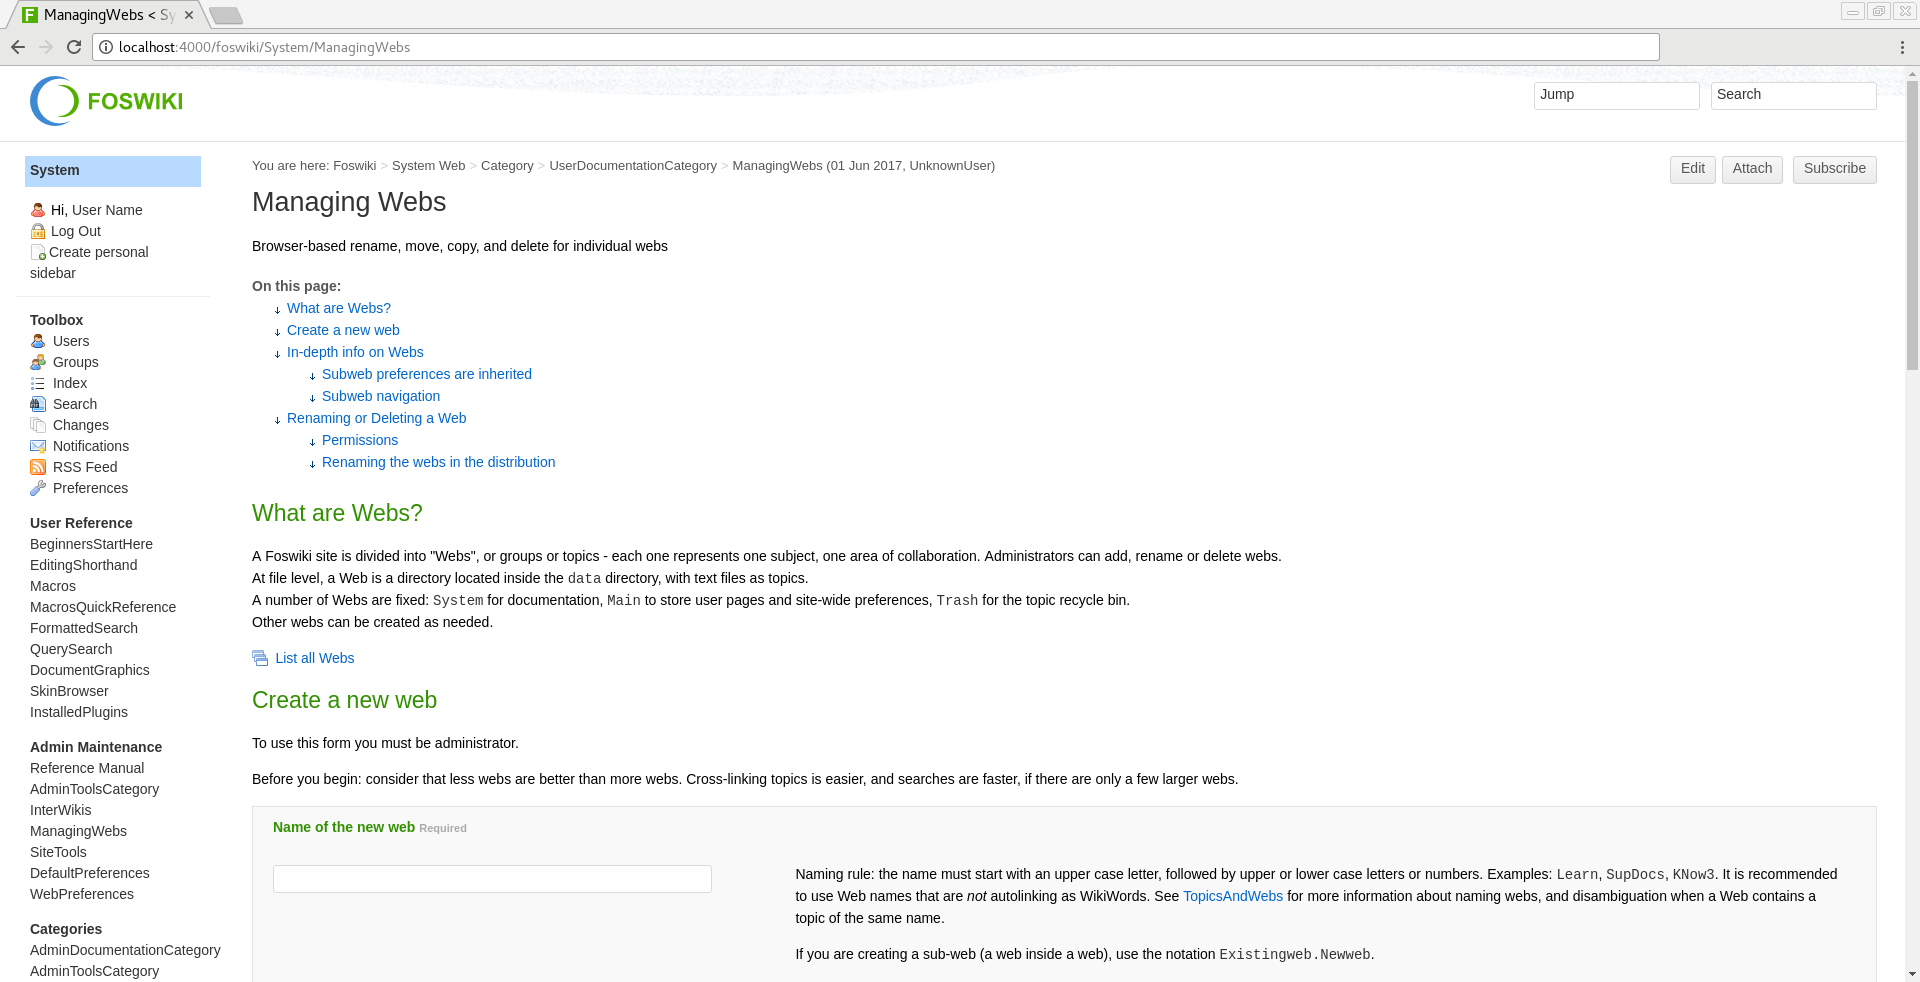 ManagingWebs < Sy
localhost:4000/foswiki/System/ManagingWebs
FOSWIKI
Jump
Search
System
Hi, User Name
Log Out
Create personal
sidebar
Toolbox
Users
Groups
Index
Search
Changes
Notifications
RSS Feed
Preferences
User Reference
BeginnersStartHere
EditingShorthand
Macros
MacrosQuickReference
FormattedSearch
QuerySearch
DocumentGraphics
SkinBrowser
InstalledPlugins
Admin Maintenance
Reference Manual
AdminToolsCategory
InterWikis
ManagingWebs
SiteTools
DefaultPreferences
WebPreferences
Categories
AdminDocumentationCategory
AdminToolsCategory
You are here: Foswiki > System Web > Category > UserDocumentationCategory > ManagingWebs (01 Jun 2017, UnknownUser)
Edit
Attach
Subscribe
Managing Webs
Browser-based rename, move, copy, and delete for individual webs
On this page:
↓ What are Webs?
↓ Create a new web
↓ In-depth info on Webs
↓ Subweb preferences are inherited
↓ Subweb navigation
↓ Renaming or Deleting a Web
↓ Permissions
↓ Renaming the webs in the distribution
What are Webs?
A Foswiki site is divided into "Webs", or groups or topics - each one represents one subject, one area of collaboration. Administrators can add, rename or delete webs.
At file level, a Web is a directory located inside the data directory, with text files as topics.
A number of Webs are fixed: System for documentation, Main to store user pages and site-wide preferences, Trash for the topic recycle bin.
Other webs can be created as needed.
List all Webs
Create a new web
To use this form you must be administrator.
Before you begin: consider that less webs are better than more webs. Cross-linking topics is easier, and searches are faster, if there are only a few larger webs.
Name of the new web Required
Naming rule: the name must start with an upper case letter, followed by upper or lower case letters or numbers. Examples: Learn, SupDocs, KNow3. It is recommended
to use Web names that are not autolinking as WikiWords. See TopicsAndWebs for more information about naming webs, and disambiguation when a Web contains a
topic of the same name.
If you are creating a sub-web (a web inside a web), use the notation Existingweb.Newweb.